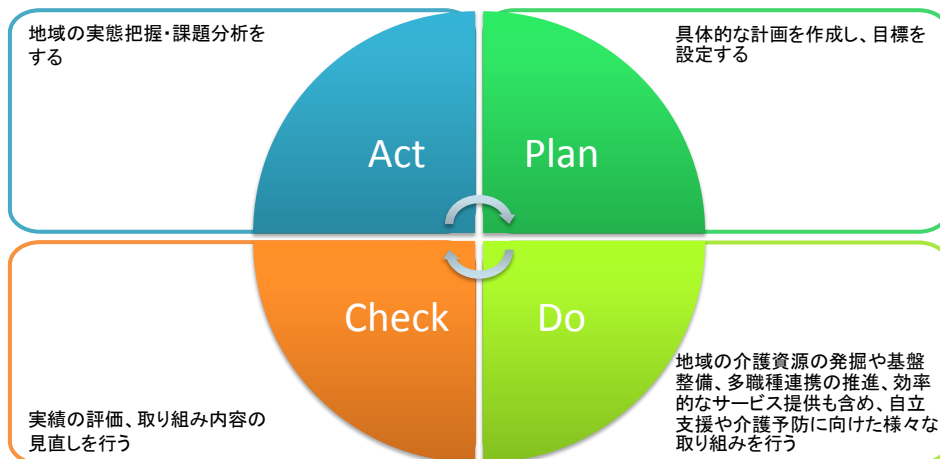 地域の実態把握・課題分析を
する
具体的な計画を作成し、目標を
設定する
Act
Plan
Check
Do
実績の評価、取り組み内容の
見直しを行う
地域の介護資源の発掘や基盤
整備、多職種連携の推進、効率
的なサービス提供も含め、自立
支援や介護予防に向けた様々な
取り組みを行う